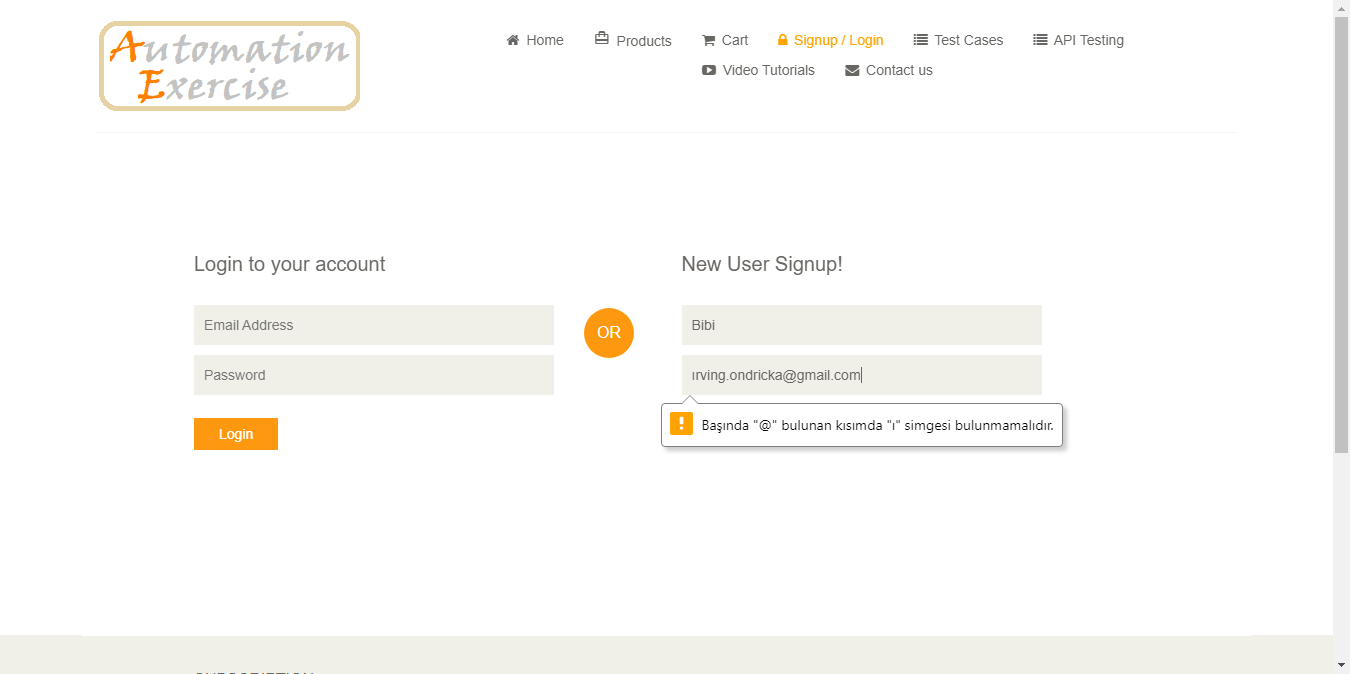 Automation
Exercise
Home
Products
Cart
Signup / Login
Test Cases
API Testing
Video Tutorials
Contact us
Login to your account
Email Address
Password
Login
OR
New User Signup!
Bibi
ırving.ondricka@gmail.com
Başında "@" bulunan kısımda "ı" simgesi bulunmamalıdır.